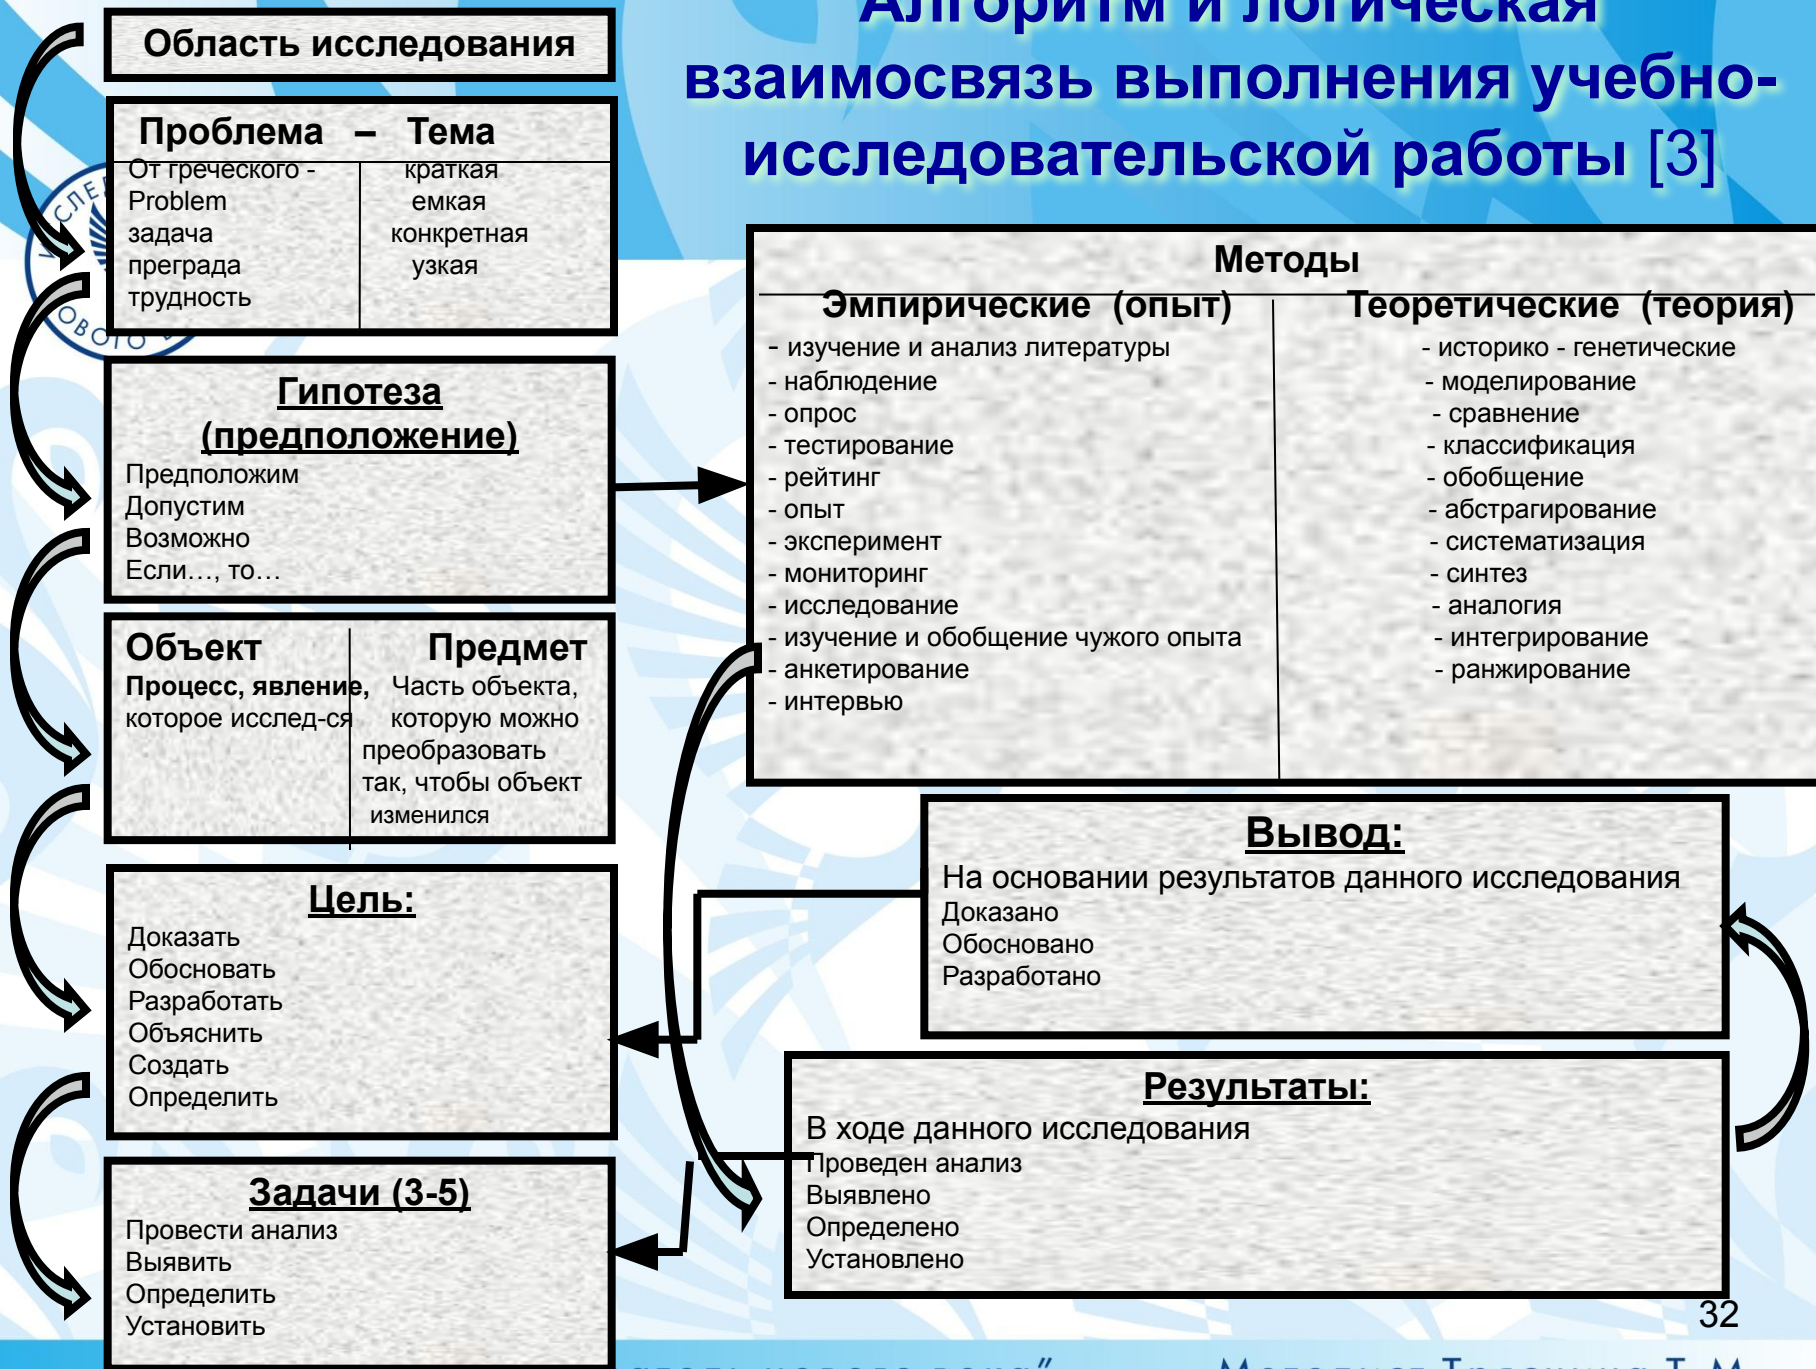 Алгоритм и логическая
взаимосвязь выполнения учебно-
исследовательской работы [3]
Область исследования
Проблема – Тема
От греческого -
Problem
задача
преграда
трудность
краткая
емкая
конкретная
узкая
Гипотеза
(предположение)
Предположим
Допустим
Возможно
Если…, то…
Объект
Процесс, явление,
которое исслед-ся
Предмет
Часть объекта,
которую можно
преобразовать
так, чтобы объект
изменился
Цель:
Доказать
Обосновать
Разработать
Объяснить
Создать
Определить
Задачи (3-5)
Провести анализ
Выявить
Определить
Установить
Методы
Эмпирические (опыт)
- изучение и анализ литературы
- наблюдение
- опрос
- тестирование
- рейтинг
- опыт
- эксперимент
- мониторинг
- исследование
- изучение и обобщение чужого опыта
- анкетирование
- интервью
Теоретические (теория)
- историко - генетические
- моделирование
- сравнение
- классификация
- обобщение
- абстрагирование
- систематизация
- синтез
- аналогия
- интегрирование
- ранжирование
Вывод:
На основании результатов данного исследования
Доказано
Обосновано
Разработано
Результаты:
В ходе данного исследования
Проведен анализ
Выявлено
Определено
Установлено
32